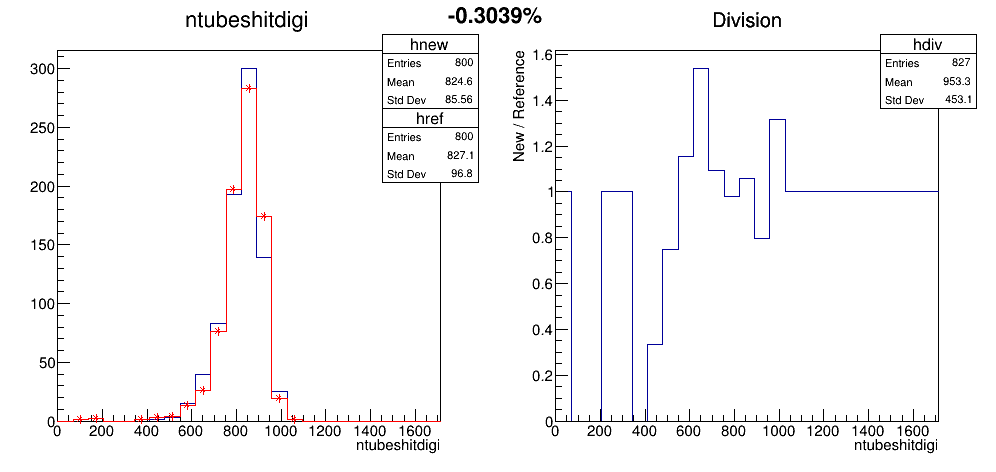 -0.3039%
ntubeshitdigi
hnew
Entries 800
Mean 824.6
Std Dev 85.56
href
Entries 800
Mean 827.1
Std Dev 96.8
300
250
200
150
100
50
0
0 200 400 600 800 1000 1200 1400 1600
ntubeshitdigi
Division
hdiv
Entries 827
Mean 953.3
Std Dev 453.1
New / Reference
1.6
1.4
1.2
1
0.8
0.6
0.4
0.2
0
0 200 400 600 800 1000 1200 1400 1600
ntubeshitdigi